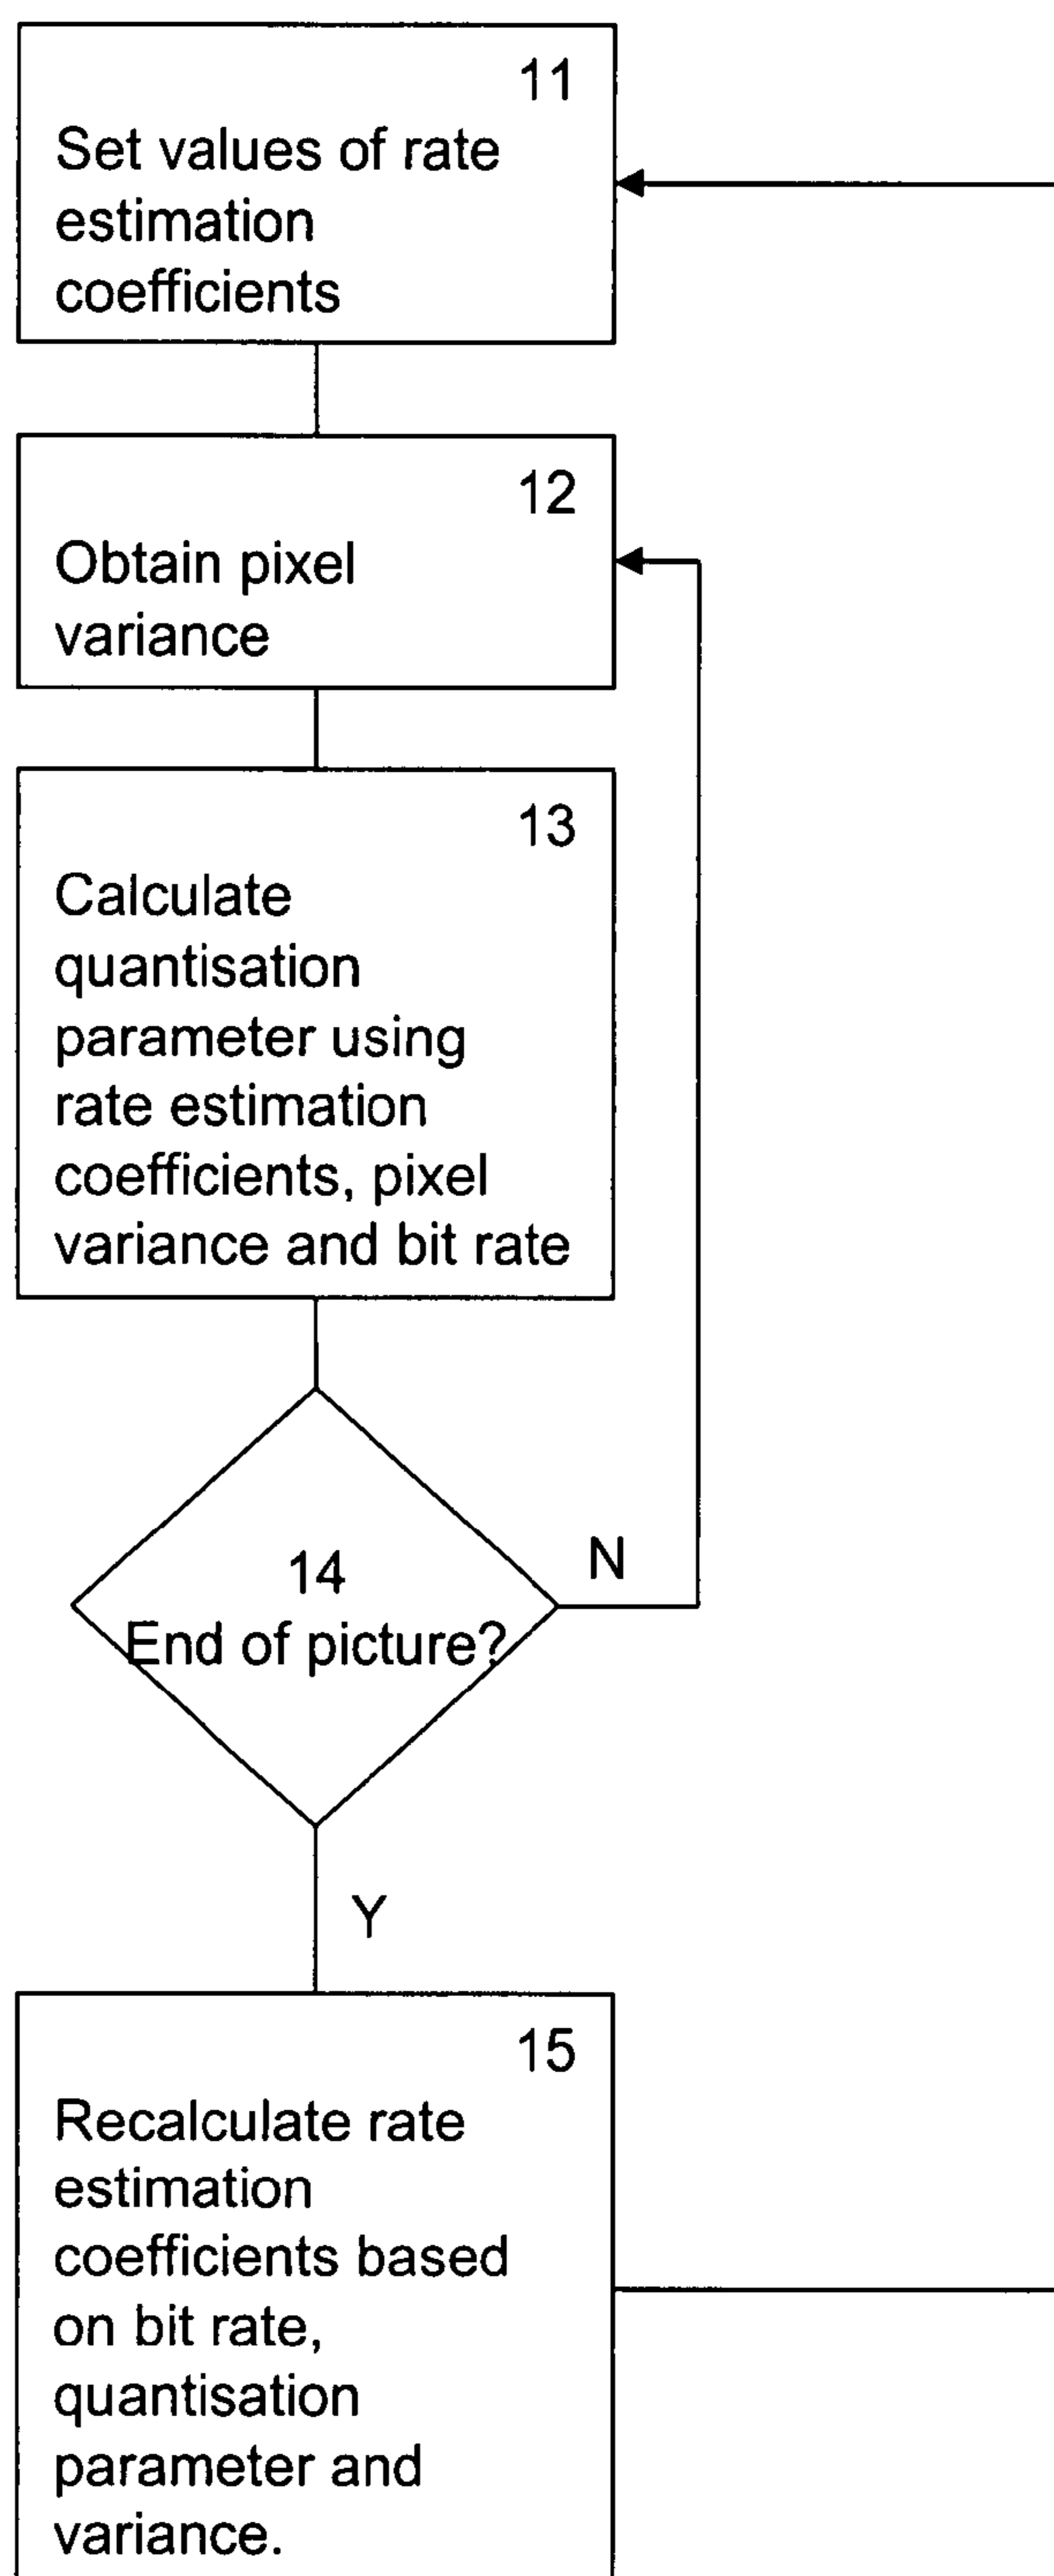 11
Set values of rate
estimation
coefficients
12
Obtain pixel
variance
13
Calculate
quantisation
parameter using
rate estimation
coefficients, pixel
variance and bit rate
14
End of picture?
N
Y
15
Recalculate rate
estimation
coefficients based
on bit rate,
quantisation
parameter and
variance.